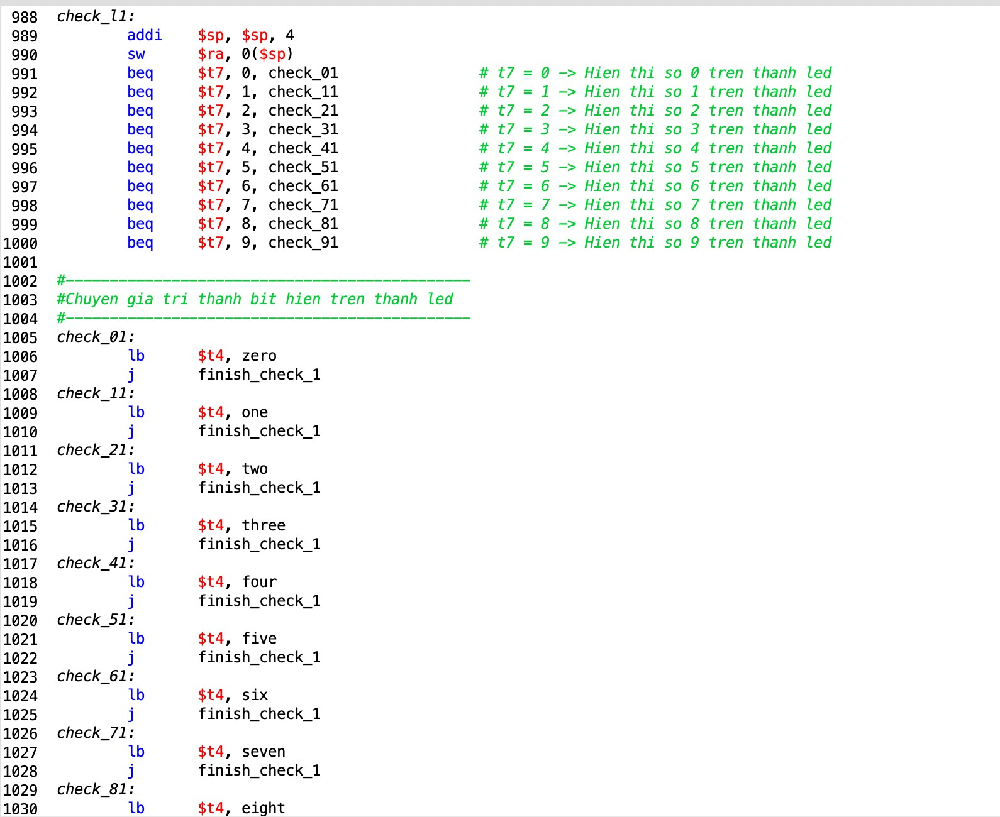 988 check_l1:
989 addi $sp, $sp, 4
990 sw $ra, 0($sp)
991 beq $t7, 0, check_01 # t7 = 0 -> Hien thi so 0 tren thanh led
992 beq $t7, 1, check_11 # t7 = 1 -> Hien thi so 1 tren thanh led
993 beq $t7, 2, check_21 # t7 = 2 -> Hien thi so 2 tren thanh led
994 beq $t7, 3, check_31 # t7 = 3 -> Hien thi so 3 tren thanh led
995 beq $t7, 4, check_41 # t7 = 4 -> Hien thi so 4 tren thanh led
996 beq $t7, 5, check_51 # t7 = 5 -> Hien thi so 5 tren thanh led
997 beq $t7, 6, check_61 # t7 = 6 -> Hien thi so 6 tren thanh led
998 beq $t7, 7, check_71 # t7 = 7 -> Hien thi so 7 tren thanh led
999 beq $t7, 8, check_81 # t7 = 8 -> Hien thi so 8 tren thanh led
1000 beq $t7, 9, check_91 # t7 = 9 -> Hien thi so 9 tren thanh led
1001
1002 #----------------------------------------------
1003 #Chuyen gia tri thanh bit hien tren thanh led
1004 #----------------------------------------------
1005 check_01:
1006 lb $t4, zero
1007 j finish_check_1
1008 check_11:
1009 lb $t4, one
1010 j finish_check_1
1011 check_21:
1012 lb $t4, two
1013 j finish_check_1
1014 check_31:
1015 lb $t4, three
1016 j finish_check_1
1017 check_41:
1018 lb $t4, four
1019 j finish_check_1
1020 check_51:
1021 lb $t4, five
1022 j finish_check_1
1023 check_61:
1024 lb $t4, six
1025 j finish_check_1
1026 check_71:
1027 lb $t4, seven
1028 j finish_check_1
1029 check_81:
1030 lb $t4, eight